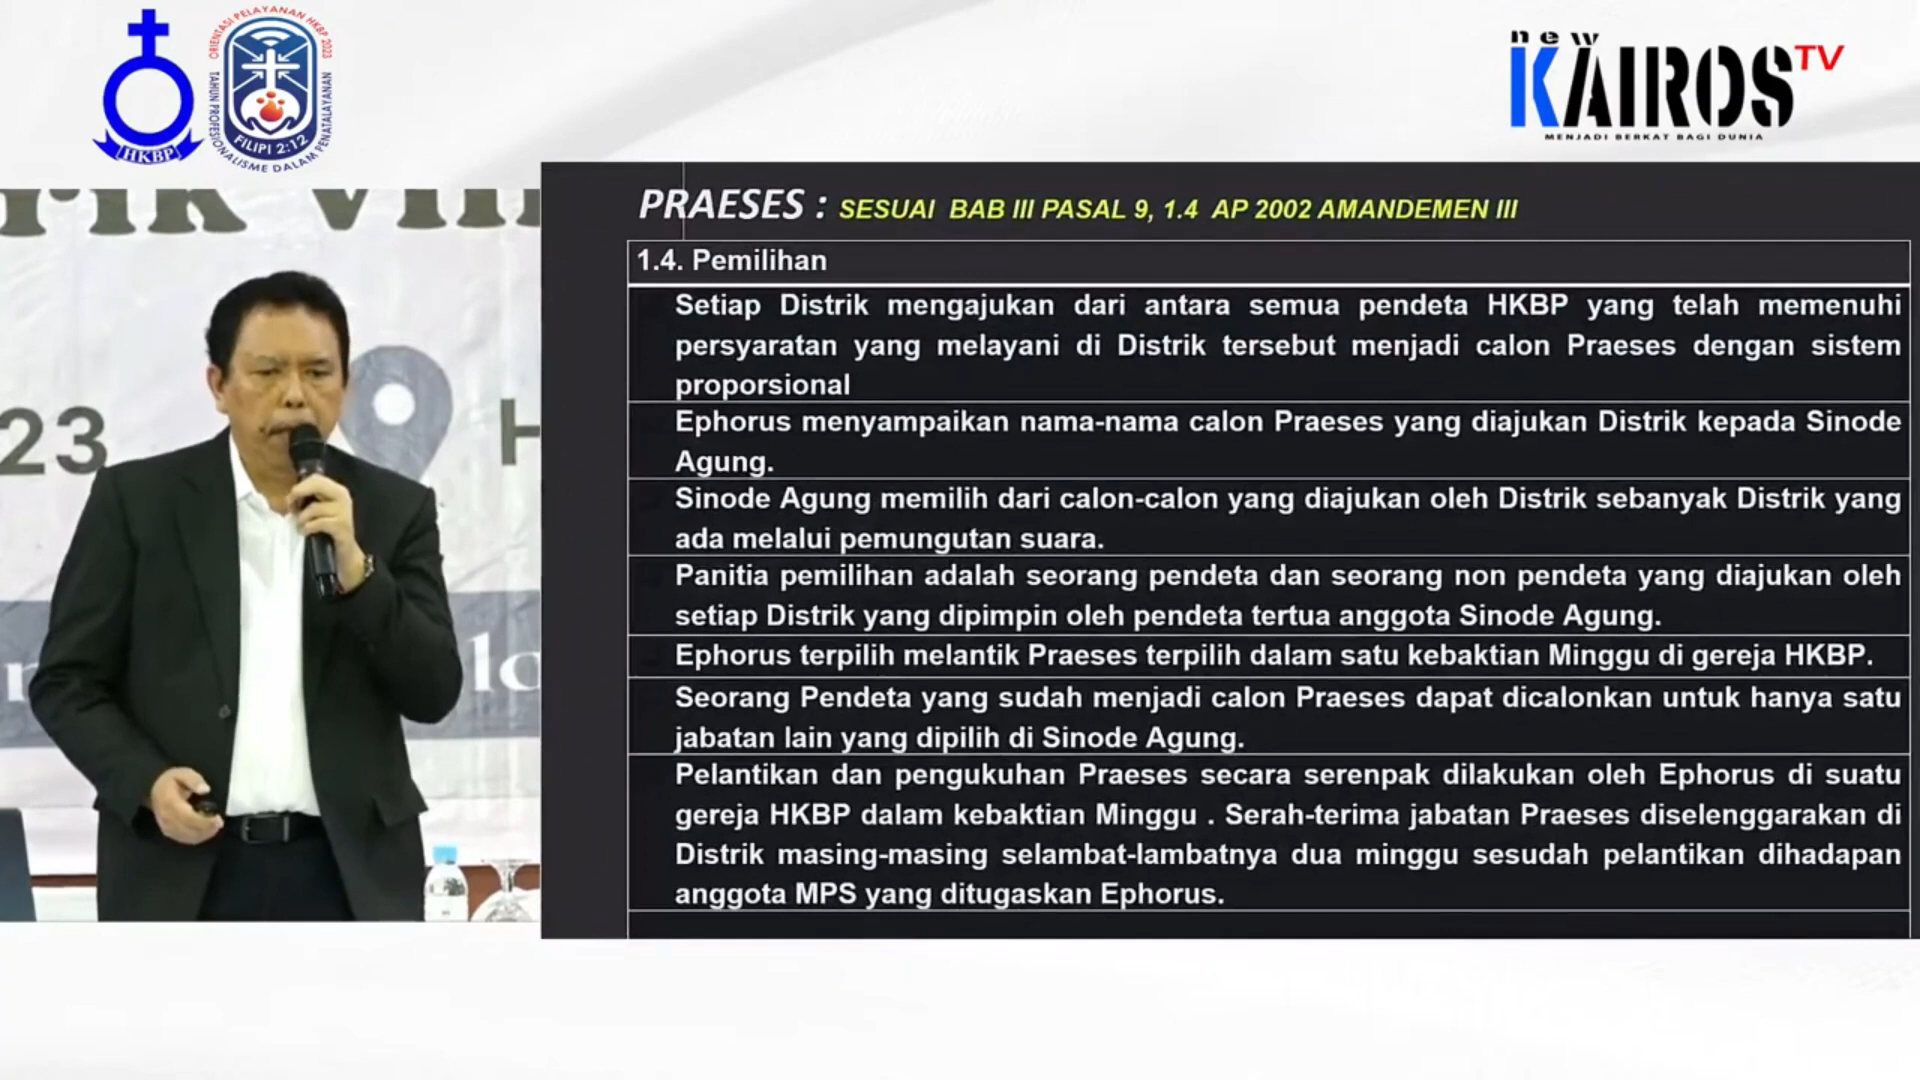 ORIENTASI PELAYANAN HKBP 2023
TAHUN PROFESIONALISME DALAM PENATALAYANAN
FILIPI 2:12
HKBP
new
KAIROS TV
MENJADI BERKAT BAGI DUNIA
23
H
lo
PRAESES : SESUAI BAB III PASAL 9, 1.4 AP 2002 AMANDEMEN III
1.4. Pemilihan
Setiap Distrik mengajukan dari antara semua pendeta HKBP yang telah memenuhi
persyaratan yang melayani di Distrik tersebut menjadi calon Praeses dengan sistem
proporsional
Ephorus menyampaikan nama-nama calon Praeses yang diajukan Distrik kepada Sinode
Agung.
Sinode Agung memilih dari calon-calon yang diajukan oleh Distrik sebanyak Distrik yang
ada melalui pemungutan suara.
Panitia pemilihan adalah seorang pendeta dan seorang non pendeta yang diajukan oleh
setiap Distrik yang dipimpin oleh pendeta tertua anggota Sinode Agung.
Ephorus terpilih melantik Praeses terpilih dalam satu kebaktian Minggu di gereja HKBP.
Seorang Pendeta yang sudah menjadi calon Praeses dapat dicalonkan untuk hanya satu
jabatan lain yang dipilih di Sinode Agung.
Pelantikan dan pengukuhan Praeses secara serenpak dilakukan oleh Ephorus di suatu
gereja HKBP dalam kebaktian Minggu . Serah-terima jabatan Praeses diselenggarakan di
Distrik masing-masing selambat-lambatnya dua minggu sesudah pelantikan dihadapan
anggota MPS yang ditugaskan Ephorus.